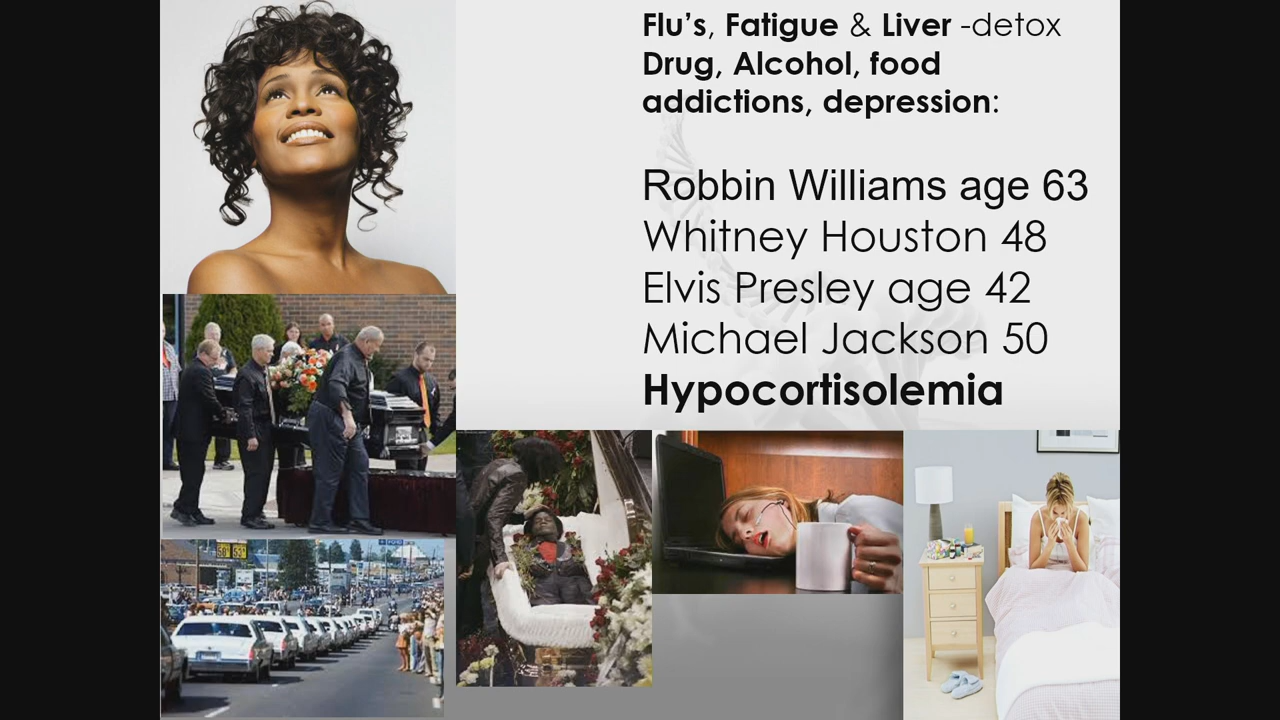 Flu's, Fatigue & Liver -detox
Drug, Alcohol, food
addictions, depression:
Robbin Williams age 63
Whitney Houston 48
Elvis Presley age 42
Michael Jackson 50
Hypocortisolemia